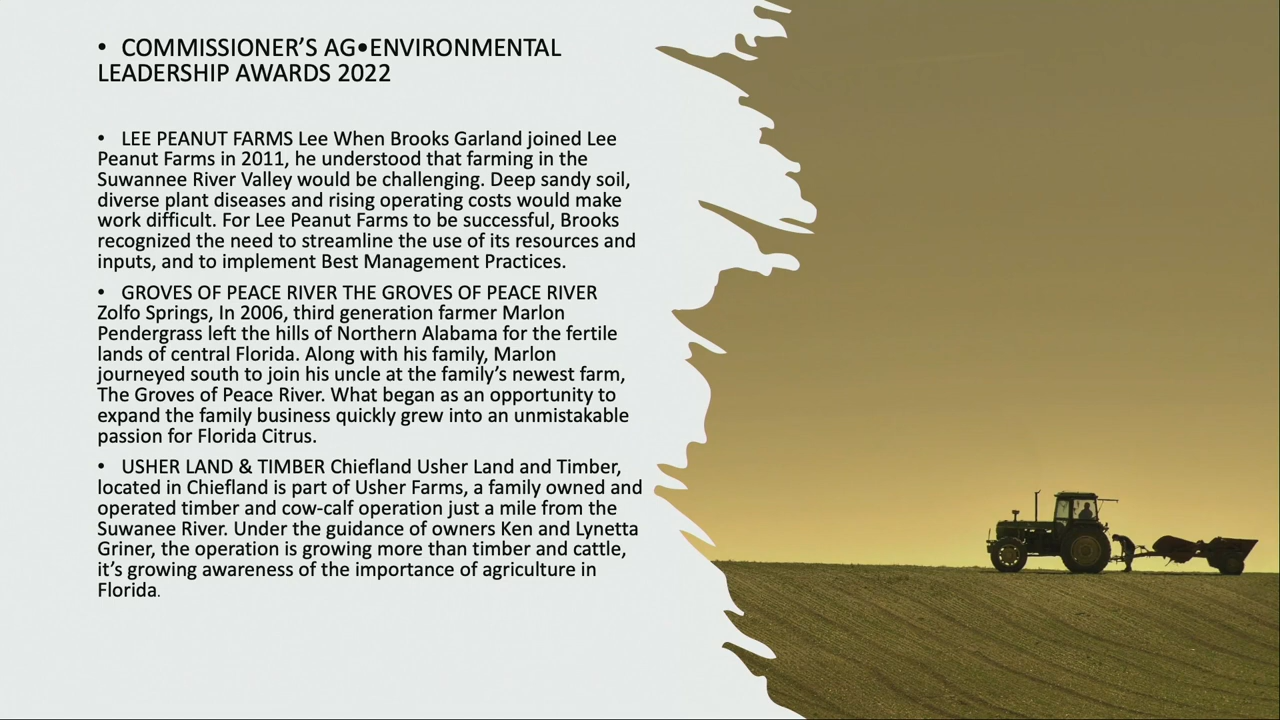 • COMMISSIONER’S AG•ENVIRONMENTAL
LEADERSHIP AWARDS 2022
• LEE PEANUT FARMS Lee When Brooks Garland joined Lee
Peanut Farms in 2011, he understood that farming in the
Suwannee River Valley would be challenging. Deep sandy soil,
diverse plant diseases and rising operating costs would make
work difficult. For Lee Peanut Farms to be successful, Brooks
recognized the need to streamline the use of its resources and
inputs, and to implement Best Management Practices.
• GROVES OF PEACE RIVER THE GROVES OF PEACE RIVER
Zolfo Springs, In 2006, third generation farmer Marlon
Pendergrass left the hills of Northern Alabama for the fertile
lands of central Florida. Along with his family, Marlon
journeyed south to join his uncle at the family’s newest farm,
The Groves of Peace River. What began as an opportunity to
expand the family business quickly grew into an unmistakable
passion for Florida Citrus.
• USHER LAND & TIMBER Chiefland Usher Land and Timber,
located in Chiefland is part of Usher Farms, a family owned and
operated timber and cow-calf operation just a mile from the
Suwanee River. Under the guidance of owners Ken and Lynetta
Griner, the operation is growing more than timber and cattle,
it’s growing awareness of the importance of agriculture in
Florida.